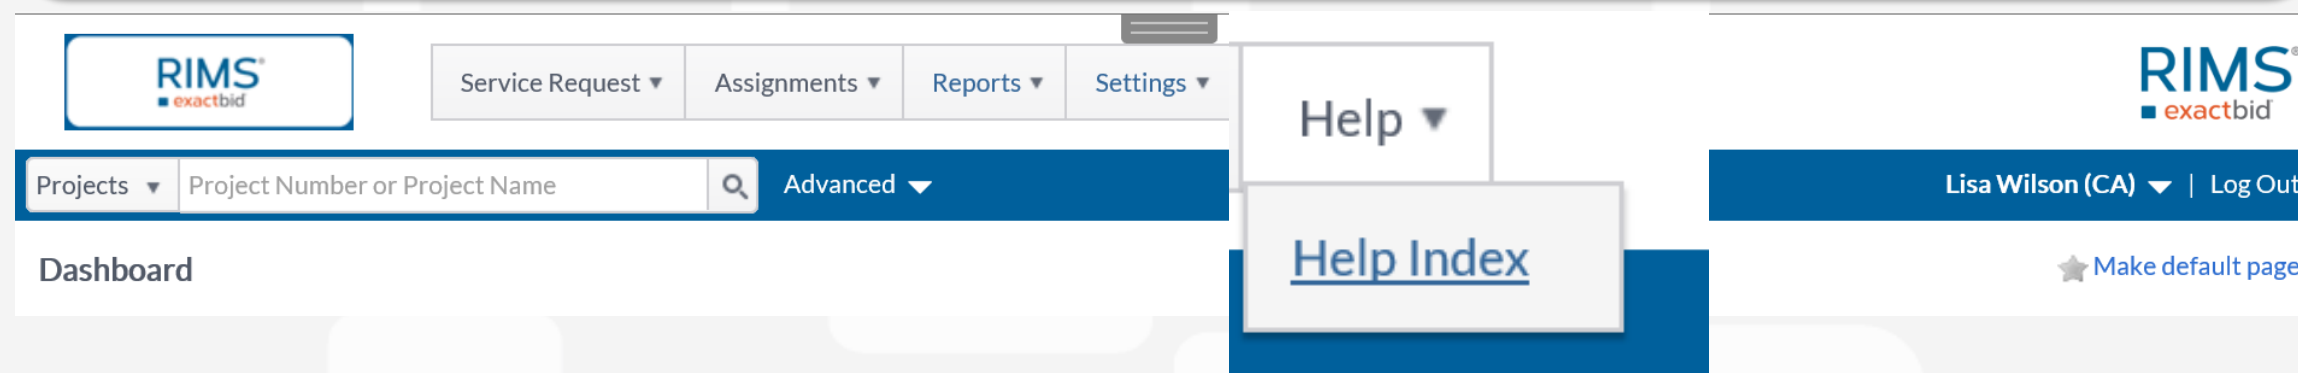 RIMS®
exactbid
Service Request ▼
Assignments ▼
Reports ▼
Settings ▼
Help ▼
Help Index
RIMS®
exactbid
Projects ▼
Project Number or Project Name
Advanced
Lisa Wilson (CA) | Log Out
Dashboard
Make default page